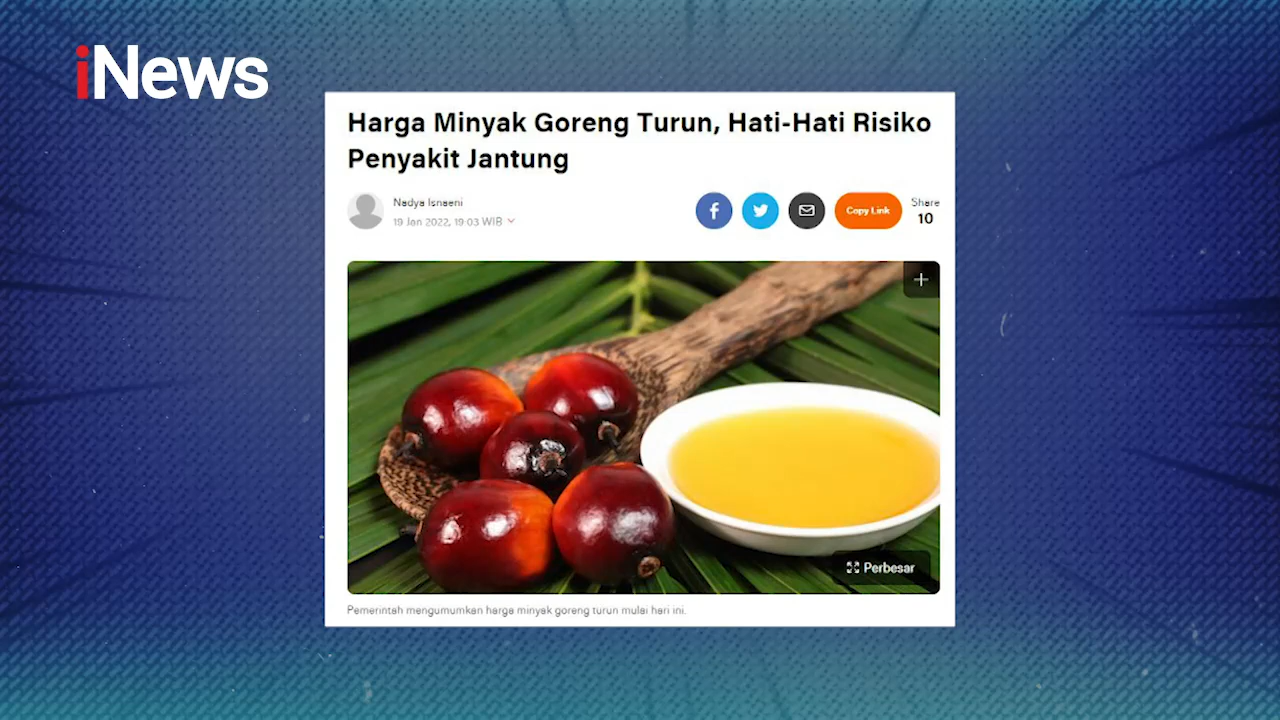 iNews
Harga Minyak Goreng Turun, Hati-Hati Risiko
Penyakit Jantung
Nadya Isnaeni
19 Jan 2022, 19:03 WIB
f
Copy Link
Share
10
Perbesar
Pemerintah mengumumkan harga minyak goreng turun mulai hari ini.